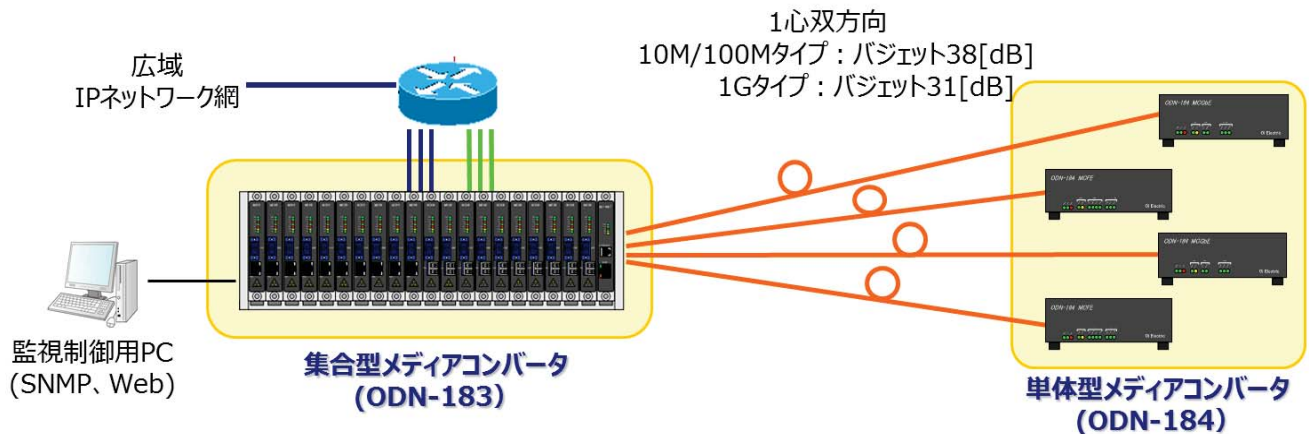 1心双方向
10M/100Mタイプ：バジェット38[dB]
1Gタイプ：バジェット31[dB]
広域
IPネットワーク網
監視制御用PC
(SNMP、Web)
集合型メディアコンバータ
(ODN-183)
ODN-184 MOGbE
ODN-184 MOFE
ODN-184 MOGbE
ODN-184 MOFE
単体型メディアコンバータ
(ODN-184)